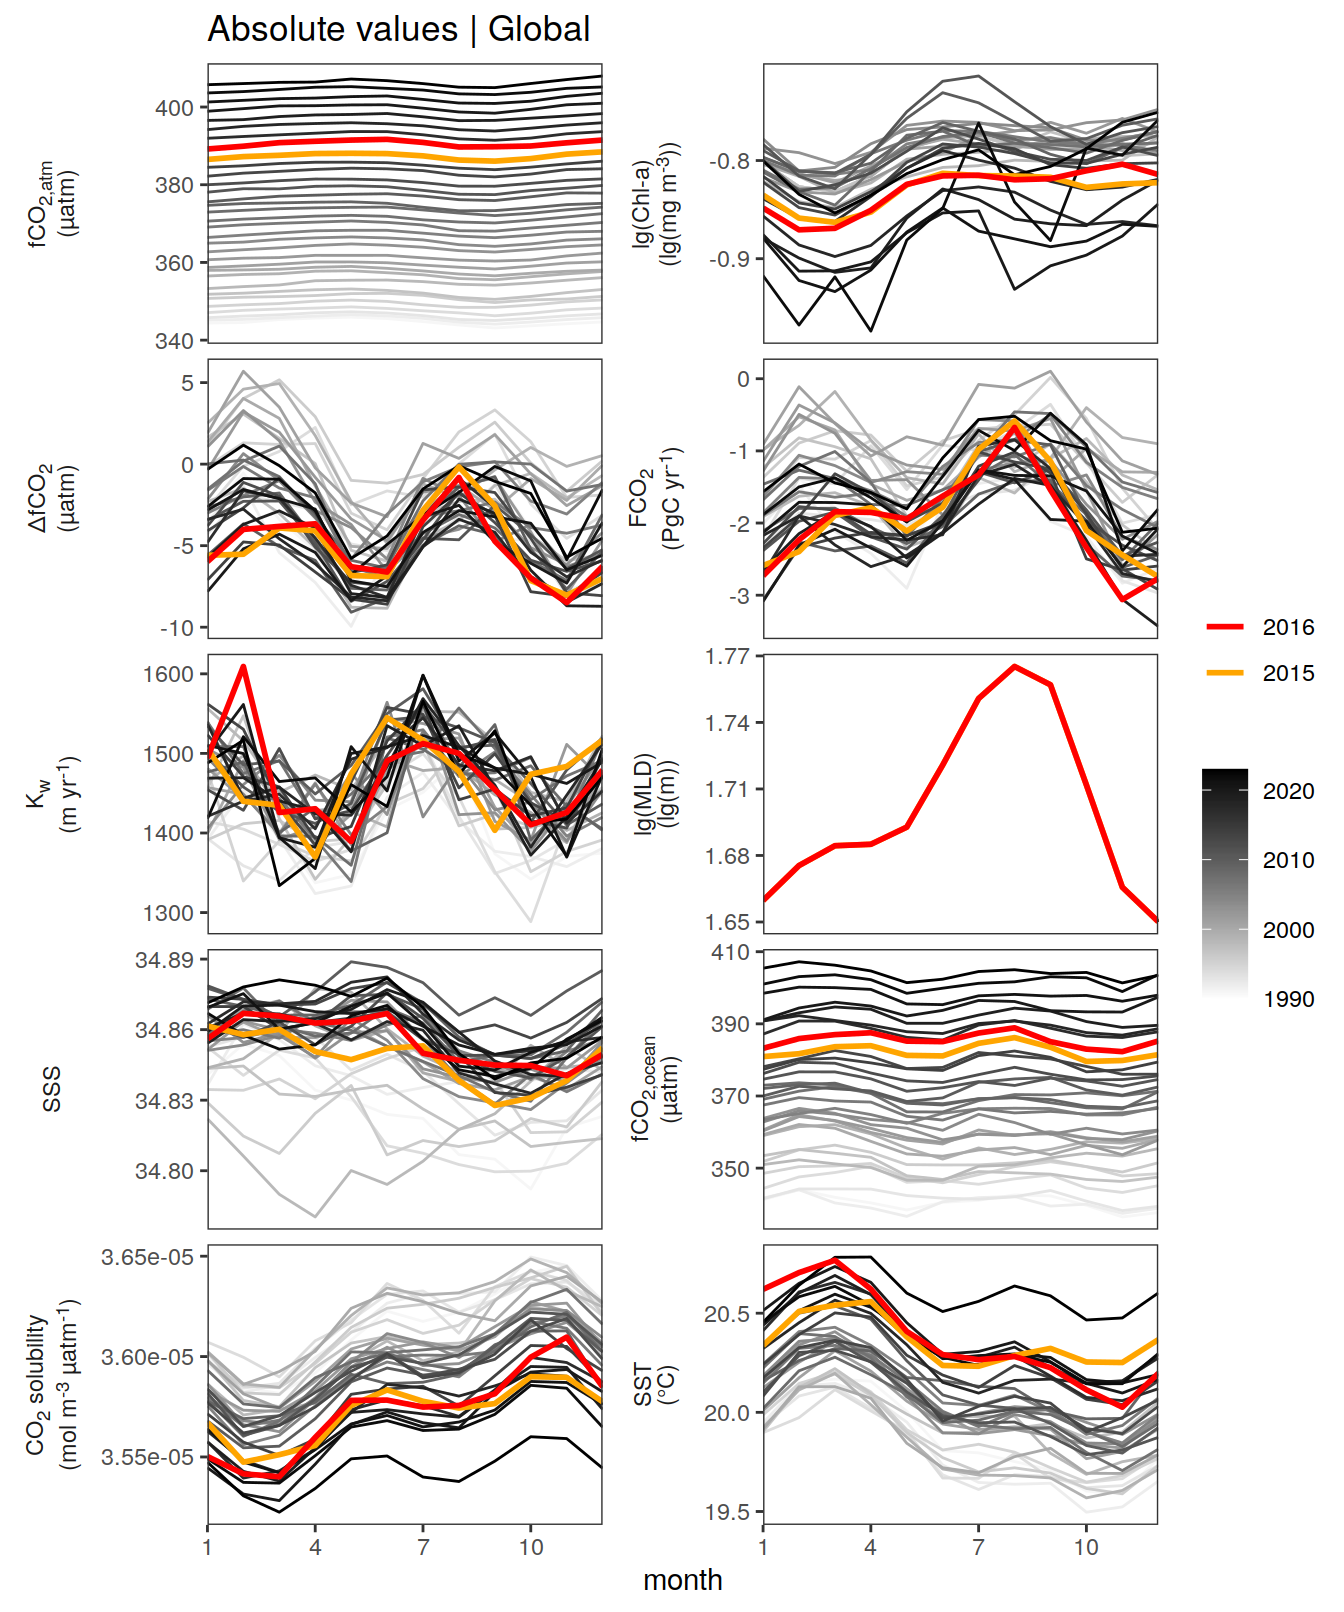 Absolute values | Global
fCO2,atm
(µatm)
400
380
360
340
lg(Chl-a)
(lg(mg m-3))
-0.8
-0.9
ΔfCO2
(µatm)
5
0
-5
-10
FCO2
(PgC yr-1)
0
-1
-2
-3
Kw
(m yr-1)
1600
1500
1400
1300
lg(MLD)
(lg(m))
1.77
1.74
1.71
1.68
1.65
SSS
34.89
34.86
34.83
34.80
fCO2,ocean
(µatm)
410
390
370
350
CO2 solubility
(mol m-3 µatm-1)
3.65e-05
3.60e-05
3.55e-05
SST
(°C)
20.5
20.0
19.5
1 4 7 10
1 4 7 10
month
2016
2015
2020
2010
2000
1990